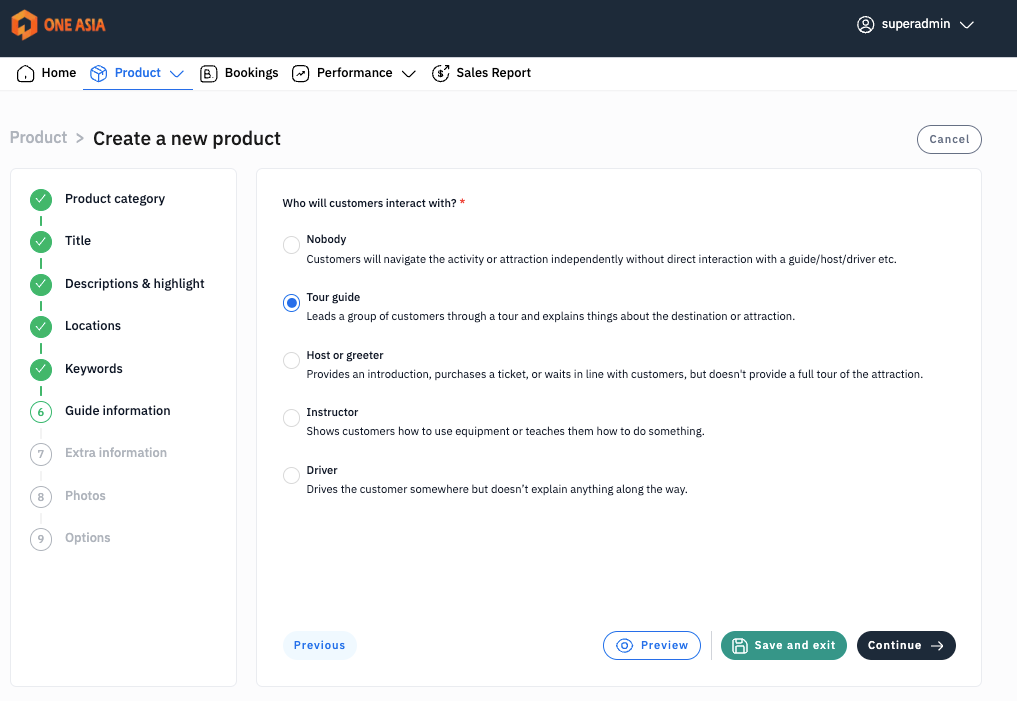 ONE ASIA
superadmin
Home
Product
B.
Bookings
Performance
$
Sales Report
Product > Create a new product
Cancel
Product category
Title
Descriptions & highlight
Locations
Keywords
6 Guide information
7 Extra information
8 Photos
9 Options
Who will customers interact with? *
Nobody
Customers will navigate the activity or attraction independently without direct interaction with a guide/host/driver etc.
Tour guide
Leads a group of customers through a tour and explains things about the destination or attraction.
Host or greeter
Provides an introduction, purchases a ticket, or waits in line with customers, but doesn't provide a full tour of the attraction.
Instructor
Shows customers how to use equipment or teaches them how to do something.
Driver
Drives the customer somewhere but doesn't explain anything along the way.
Previous
Preview
Save and exit
Continue